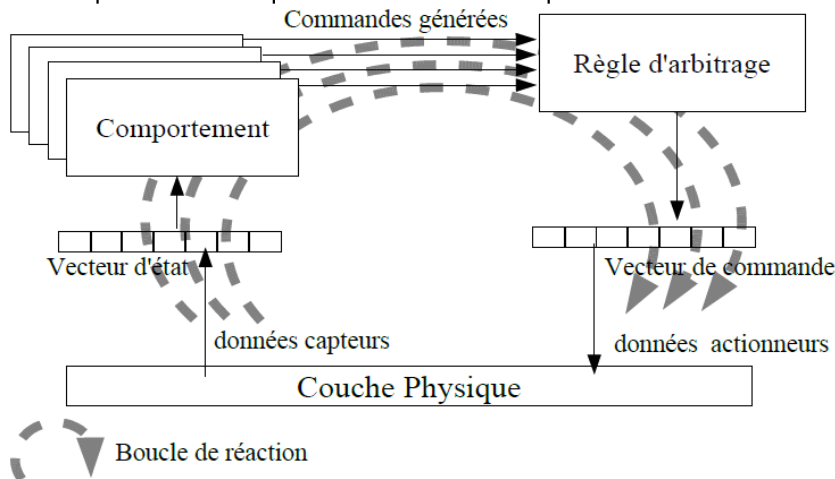 Commandes générées
Règle d'arbitrage
Comportement
Vecteur d'état
Vecteur de commande
données capteurs
données actionneurs
Couche Physique
Boucle de réaction